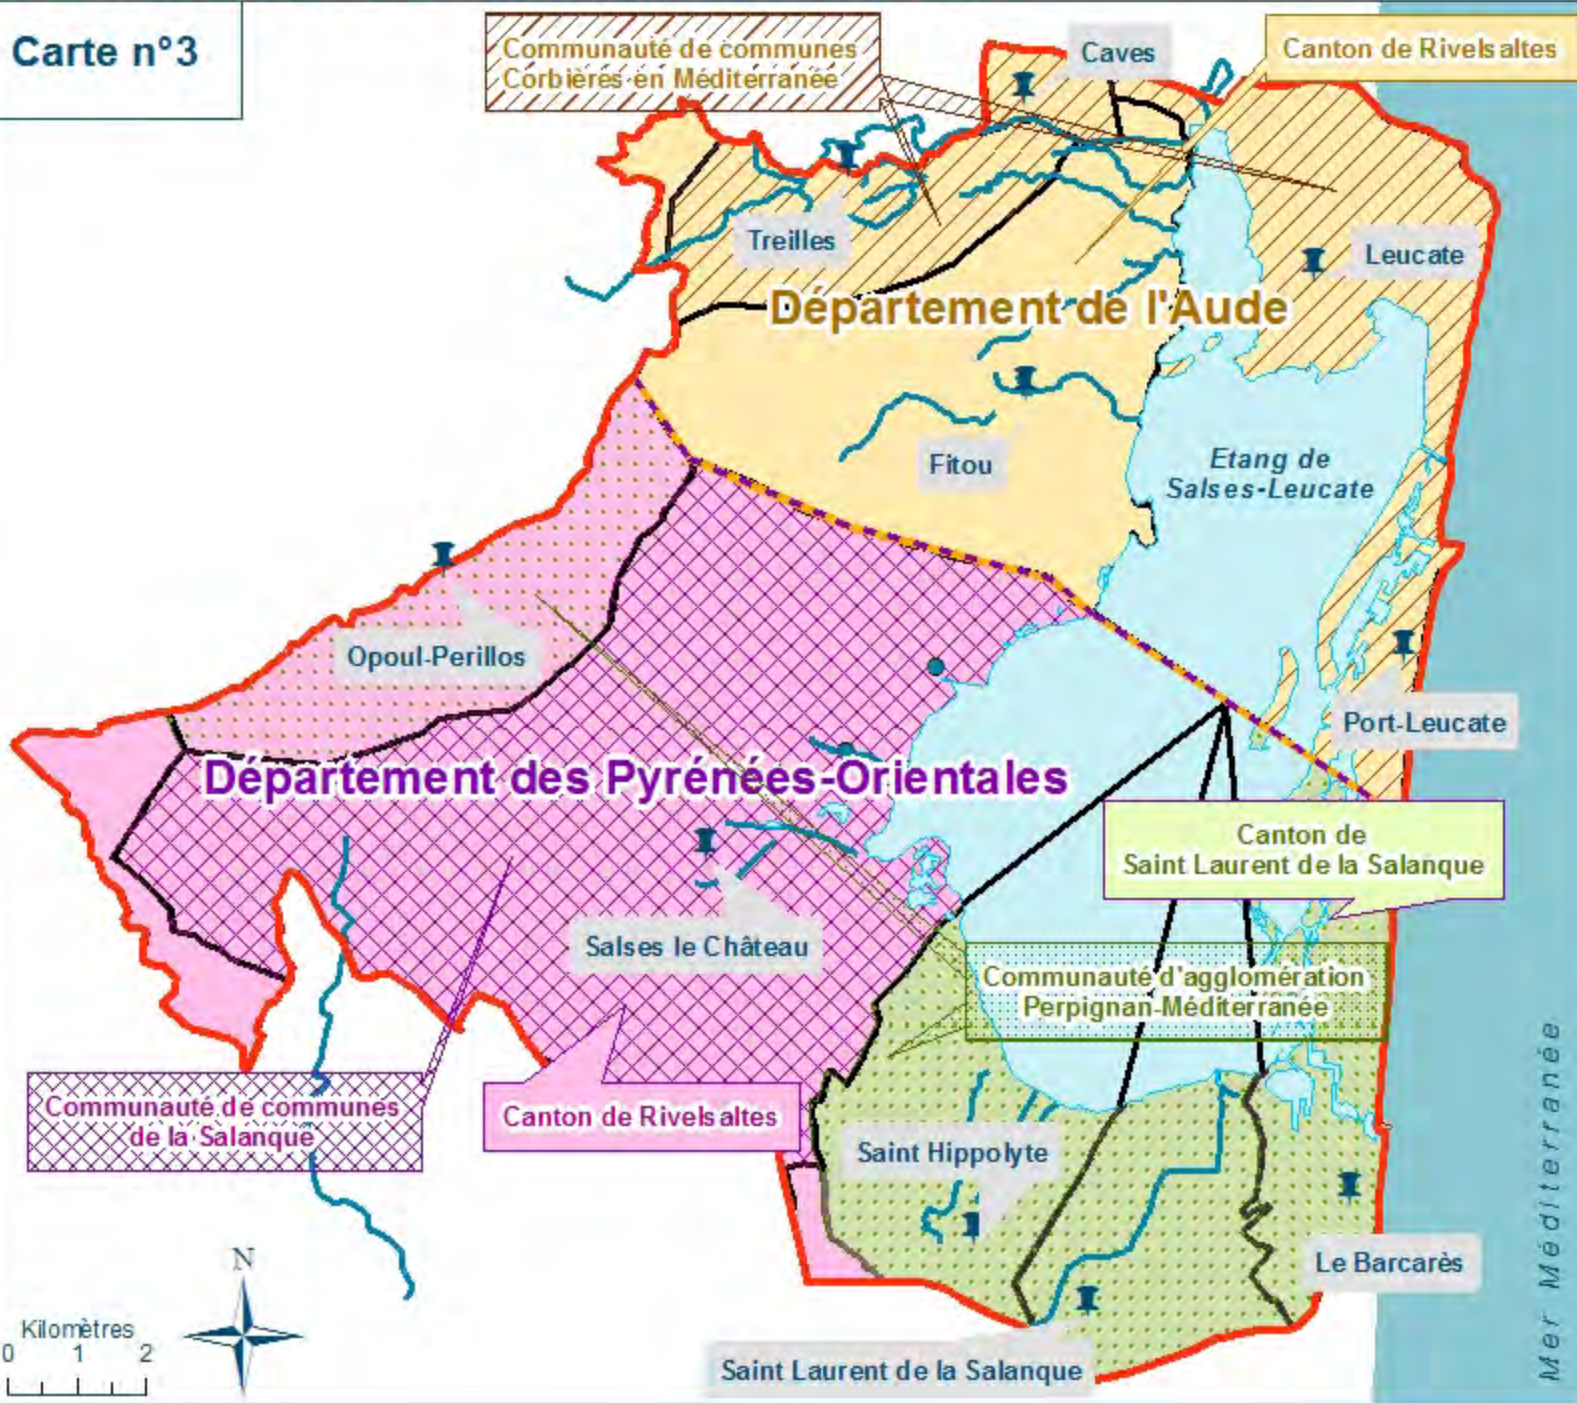 Carte n°3
Communauté de communes
Corbières en Méditerranée
Caves
Canton de Rivelsaltes
Treilles
Leucate
Département de l'Aude
Fitou
Etang de
Salses-Leucate
Opoul-Perillos
Port-Leucate
Département des Pyrénées-Orientales
Canton de
Saint Laurent de la Salanque
Salses le Château
Communauté d'agglomération
Perpignan-Méditerranée
Communauté de communes
de la Salanque
Canton de Rivelsaltes
Saint Hippolyte
Le Barcarès
Mer Méditerranée
N
Kilomètres
0 1 2
Saint Laurent de la Salanque